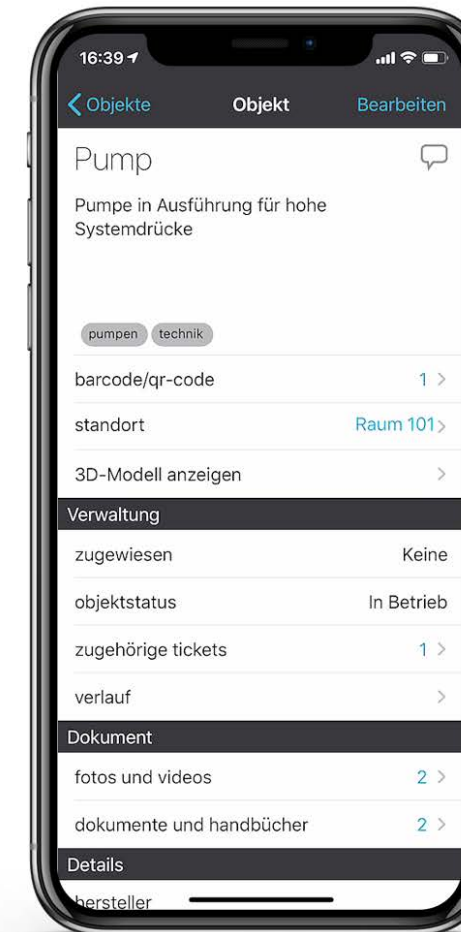 16:39
Objekte Objekt Bearbeiten
Pump
Pumpe in Ausführung für hohe
Systemdrücke
pumpen technik
barcode/qr-code 1
standort Raum 101
3D-Modell anzeigen
Verwaltung
zugewiesen Keine
objektstatus In Betrieb
zugehörige tickets 1
verlauf
Dokument
fotos und videos 2
dokumente und handbücher 2
Details
hersteller